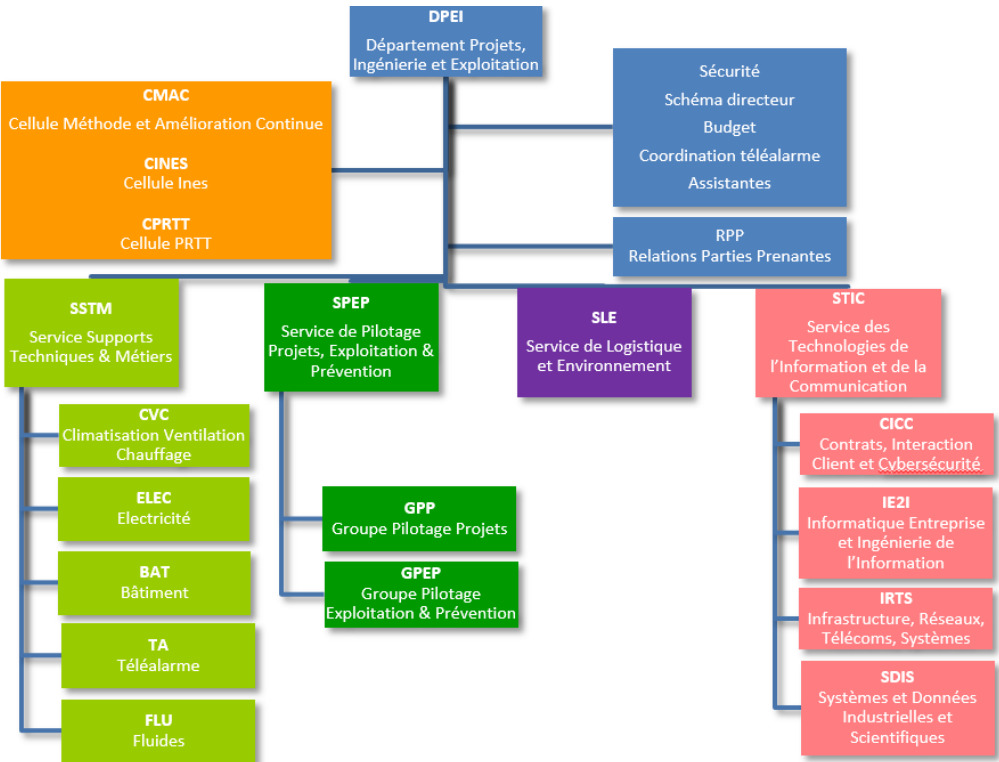 DPEI
Département Projets,
Ingénierie et Exploitation
CMAC
Cellule Méthode et Amélioration Continue
CINES
Cellule Ines
CPRTT
Cellule PRTT
Sécurité
Schéma directeur
Budget
Coordination téléalarme
Assistantes
RPP
Relations Parties Prenantes
SSTM
Service Supports
Techniques & Métiers
CVC
Climatisation Ventilation
Chauffage
ELEC
Electricité
BAT
Bâtiment
TA
Téléalarme
FLU
Fluides
SPEP
Service de Pilotage
Projets, Exploitation &
Prévention
GPP
Groupe Pilotage Projets
GPEP
Groupe Pilotage
Exploitation & Prévention
SLE
Service de Logistique
et Environnement
STIC
Service des
Technologies de
l’Information et de la
Communication
CICC
Contrats, Interaction
Client et Cybersécurité
IE2I
Informatique Entreprise
et Ingénierie de
l’Information
IRTS
Infrastructure, Réseaux,
Télécoms, Systèmes
SDIS
Systèmes et Données
Industrielles et
Scientifiques